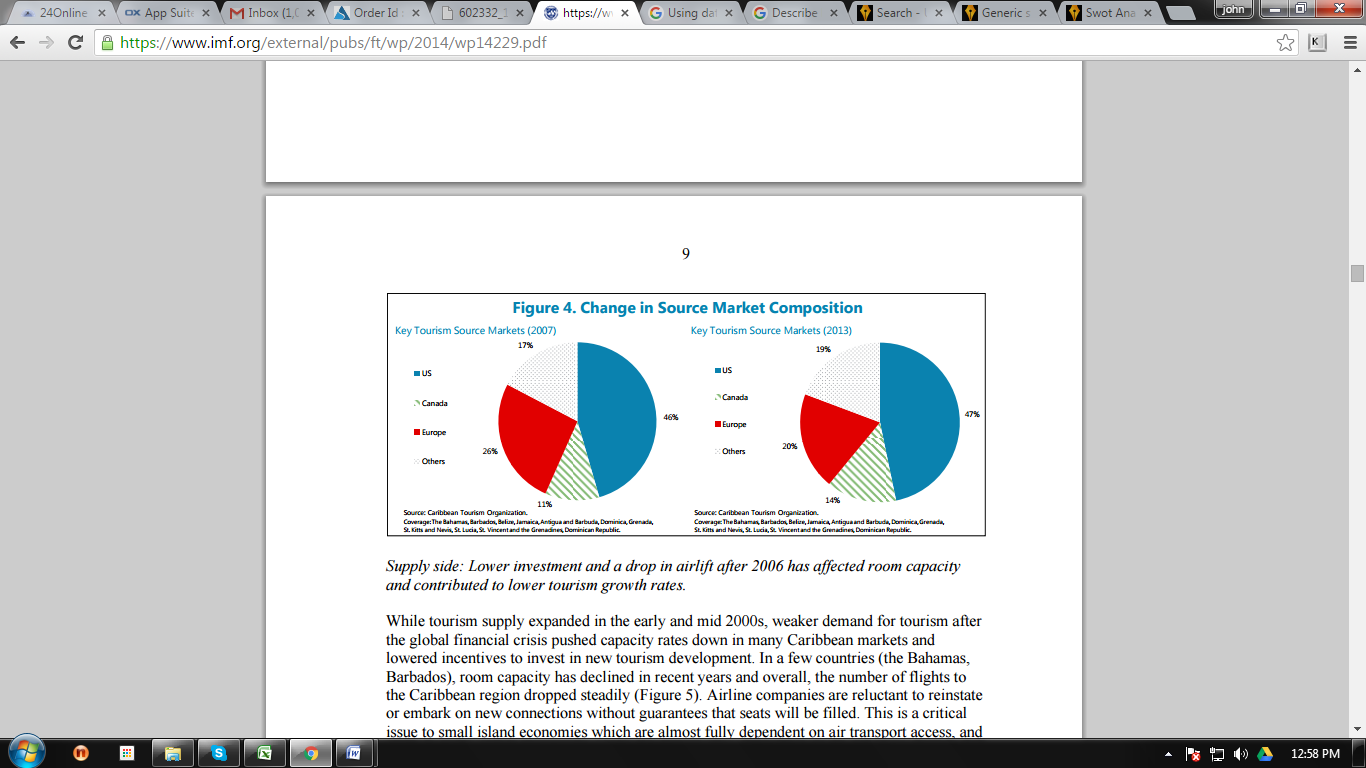 24Online
App Suite
Inbox (1,
Order Id
602332_1
https://w
Using da
Describe
Search -
Generic s
Swot Ana
john
https://www.imf.org/external/pubs/ft/wp/2014/wp14229.pdf
K
9
Figure 4. Change in Source Market Composition
Key Tourism Source Markets (2007)
17%
US
Canada
Europe
Others
46%
26%
11%
Source: Caribbean Tourism Organization.
Coverage: The Bahamas, Barbados, Belize, Jamaica, Antigua and Barbuda, Dominica, Grenada,
St. Kitts and Nevis, St. Lucia, St. Vincent and the Grenadines, Dominican Republic.
Key Tourism Source Markets (2013)
19%
US
Canada
Europe
Others
47%
20%
14%
Source: Caribbean Tourism Organization.
Coverage: The Bahamas, Barbados, Belize, Jamaica, Antigua and Barbuda, Dominica, Grenada,
St. Kitts and Nevis, St. Lucia, St. Vincent and the Grenadines, Dominican Republic.
Supply side: Lower investment and a drop in airlift after 2006 has affected room capacity
and contributed to lower tourism growth rates.
While tourism supply expanded in the early and mid 2000s, weaker demand for tourism after
the global financial crisis pushed capacity rates down in many Caribbean markets and
lowered incentives to invest in new tourism development. In a few countries (the Bahamas,
Barbados), room capacity has declined in recent years and overall, the number of flights to
the Caribbean region dropped steadily (Figure 5). Airline companies are reluctant to reinstate
or embark on new connections without guarantees that seats will be filled. This is a critical
issue to small island economies which are almost fully dependent on air transport access, and
12:58 PM